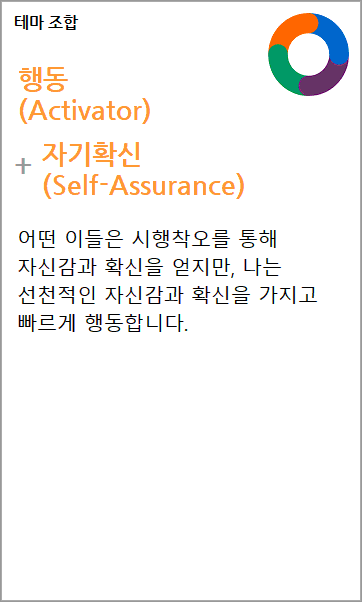 테마 조합
행동
(Activator)
+ 자기확신
(Self-Assurance)
어떤 이들은 시행착오를 통해
자신감과 확신을 얻지만, 나는
선천적인 자신감과 확신을 가지고
빠르게 행동합니다.